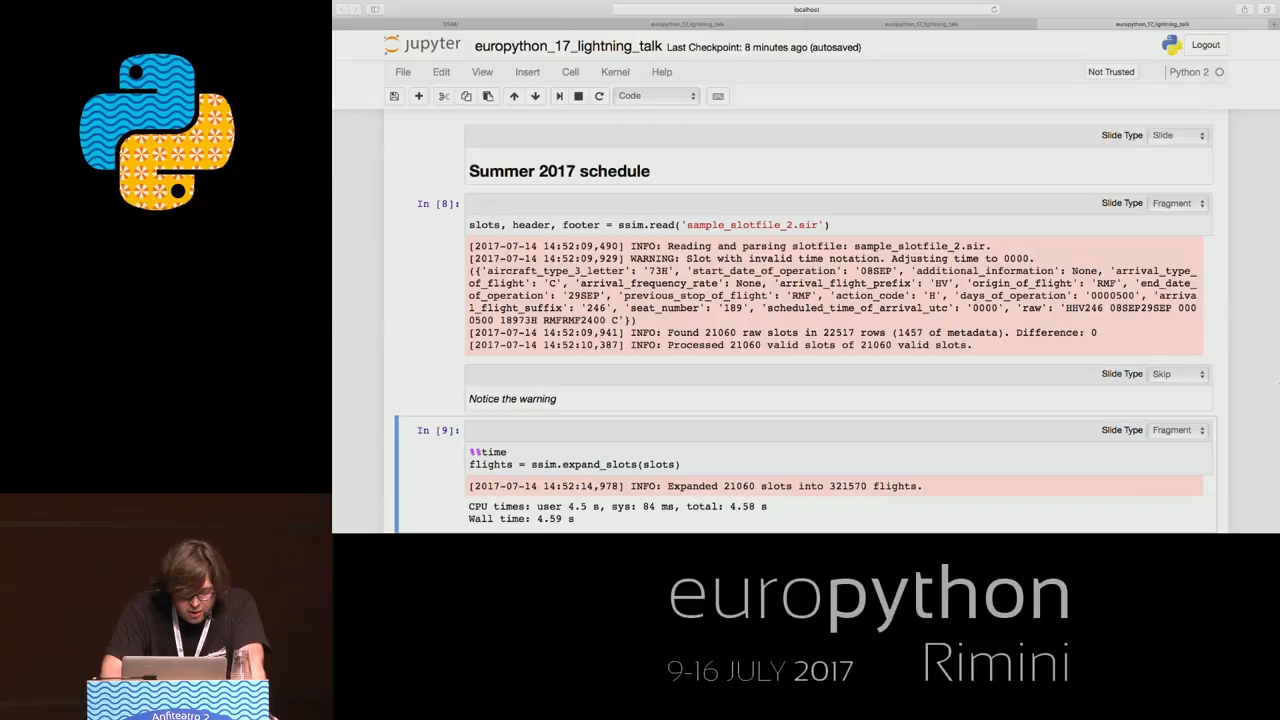 localhost
europython_17_lightning_talk
europython_17_lightning_talk
europython_17_lightning_talk
jupyter europython_17_lightning_talk Last Checkpoint: 8 minutes ago (autosaved)
Logout
File Edit View Insert Cell Kernel Help
Not Trusted
Python 2
Code
Slide Type Slide
Summer 2017 schedule
In [8]:
Slide Type Fragment
slots, header, footer = ssim.read('sample_slotfile_2.sir')
[2017-07-14 14:52:09,490] INFO: Reading and parsing slotfile: sample_slotfile_2.sir.
[2017-07-14 14:52:09,929] WARNING: Slot with invalid time notation. Adjusting time to 0000.
({'aircraft_type_3_letter': '73H', 'start_date_of_operation': '08SEP', 'additional_information': None, 'arrival_type_
of_flight': 'C', 'arrival_frequency_rate': None, 'arrival_flight_prefix': 'HV', 'origin_of_flight': 'RMF', 'end_date_
of_operation': '29SEP', 'previous_stop_of_flight': 'RMF', 'action_code': 'H', 'days_of_operation': '0000500', 'arriva
l_flight_suffix': '246', 'seat_number': '189', 'scheduled_time_of_arrival_utc': '0000', 'raw': 'HHV246 08SEP29SEP 000
0500 18973H RMFRMF2400 C'})
[2017-07-14 14:52:09,941] INFO: Found 21060 raw slots in 22517 rows (1457 of metadata). Difference: 0
[2017-07-14 14:52:10,387] INFO: Processed 21060 valid slots of 21060 valid slots.
Slide Type Skip
Notice the warning
In [9]:
Slide Type Fragment
%%time
flights = ssim.expand_slots(slots)
[2017-07-14 14:52:14,978] INFO: Expanded 21060 slots into 321570 flights.
CPU times: user 4.5 s, sys: 84 ms, total: 4.58 s
Wall time: 4.59 s
europython
9-16 JULY 2017 Rimini
Anfiteatro 2